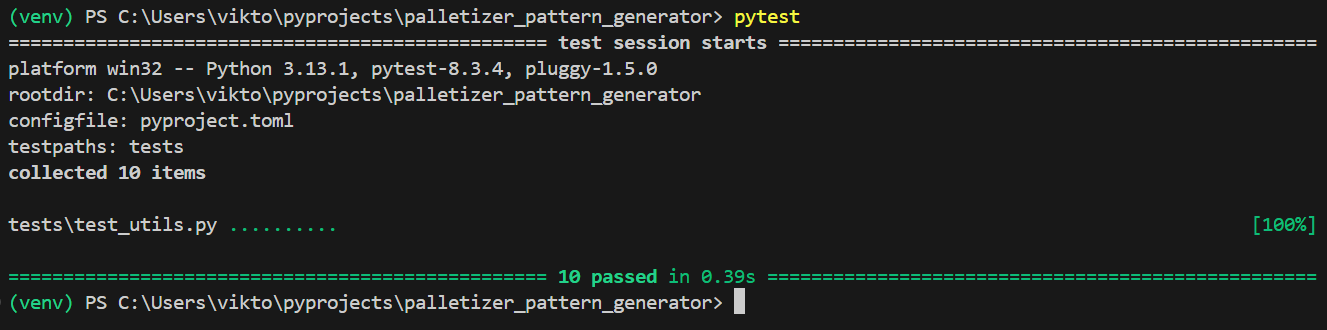 (venv) PS C:\Users\vikto\pyprojects\palletizer_pattern_generator> pytest
================================================= test session starts =================================================
platform win32 -- Python 3.13.1, pytest-8.3.4, pluggy-1.5.0
rootdir: C:\Users\vikto\pyprojects\palletizer_pattern_generator
configfile: pyproject.toml
testpaths: tests
collected 10 items
tests\test_utils.py .......... [100%]
================================================= 10 passed in 0.39s ==================================================
(venv) PS C:\Users\vikto\pyprojects\palletizer_pattern_generator>